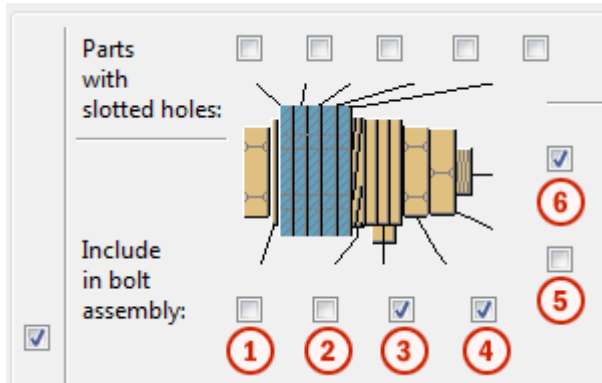 Parts
with
slotted holes:
6
Include
in bolt
assembly:
5
1 2 3 4